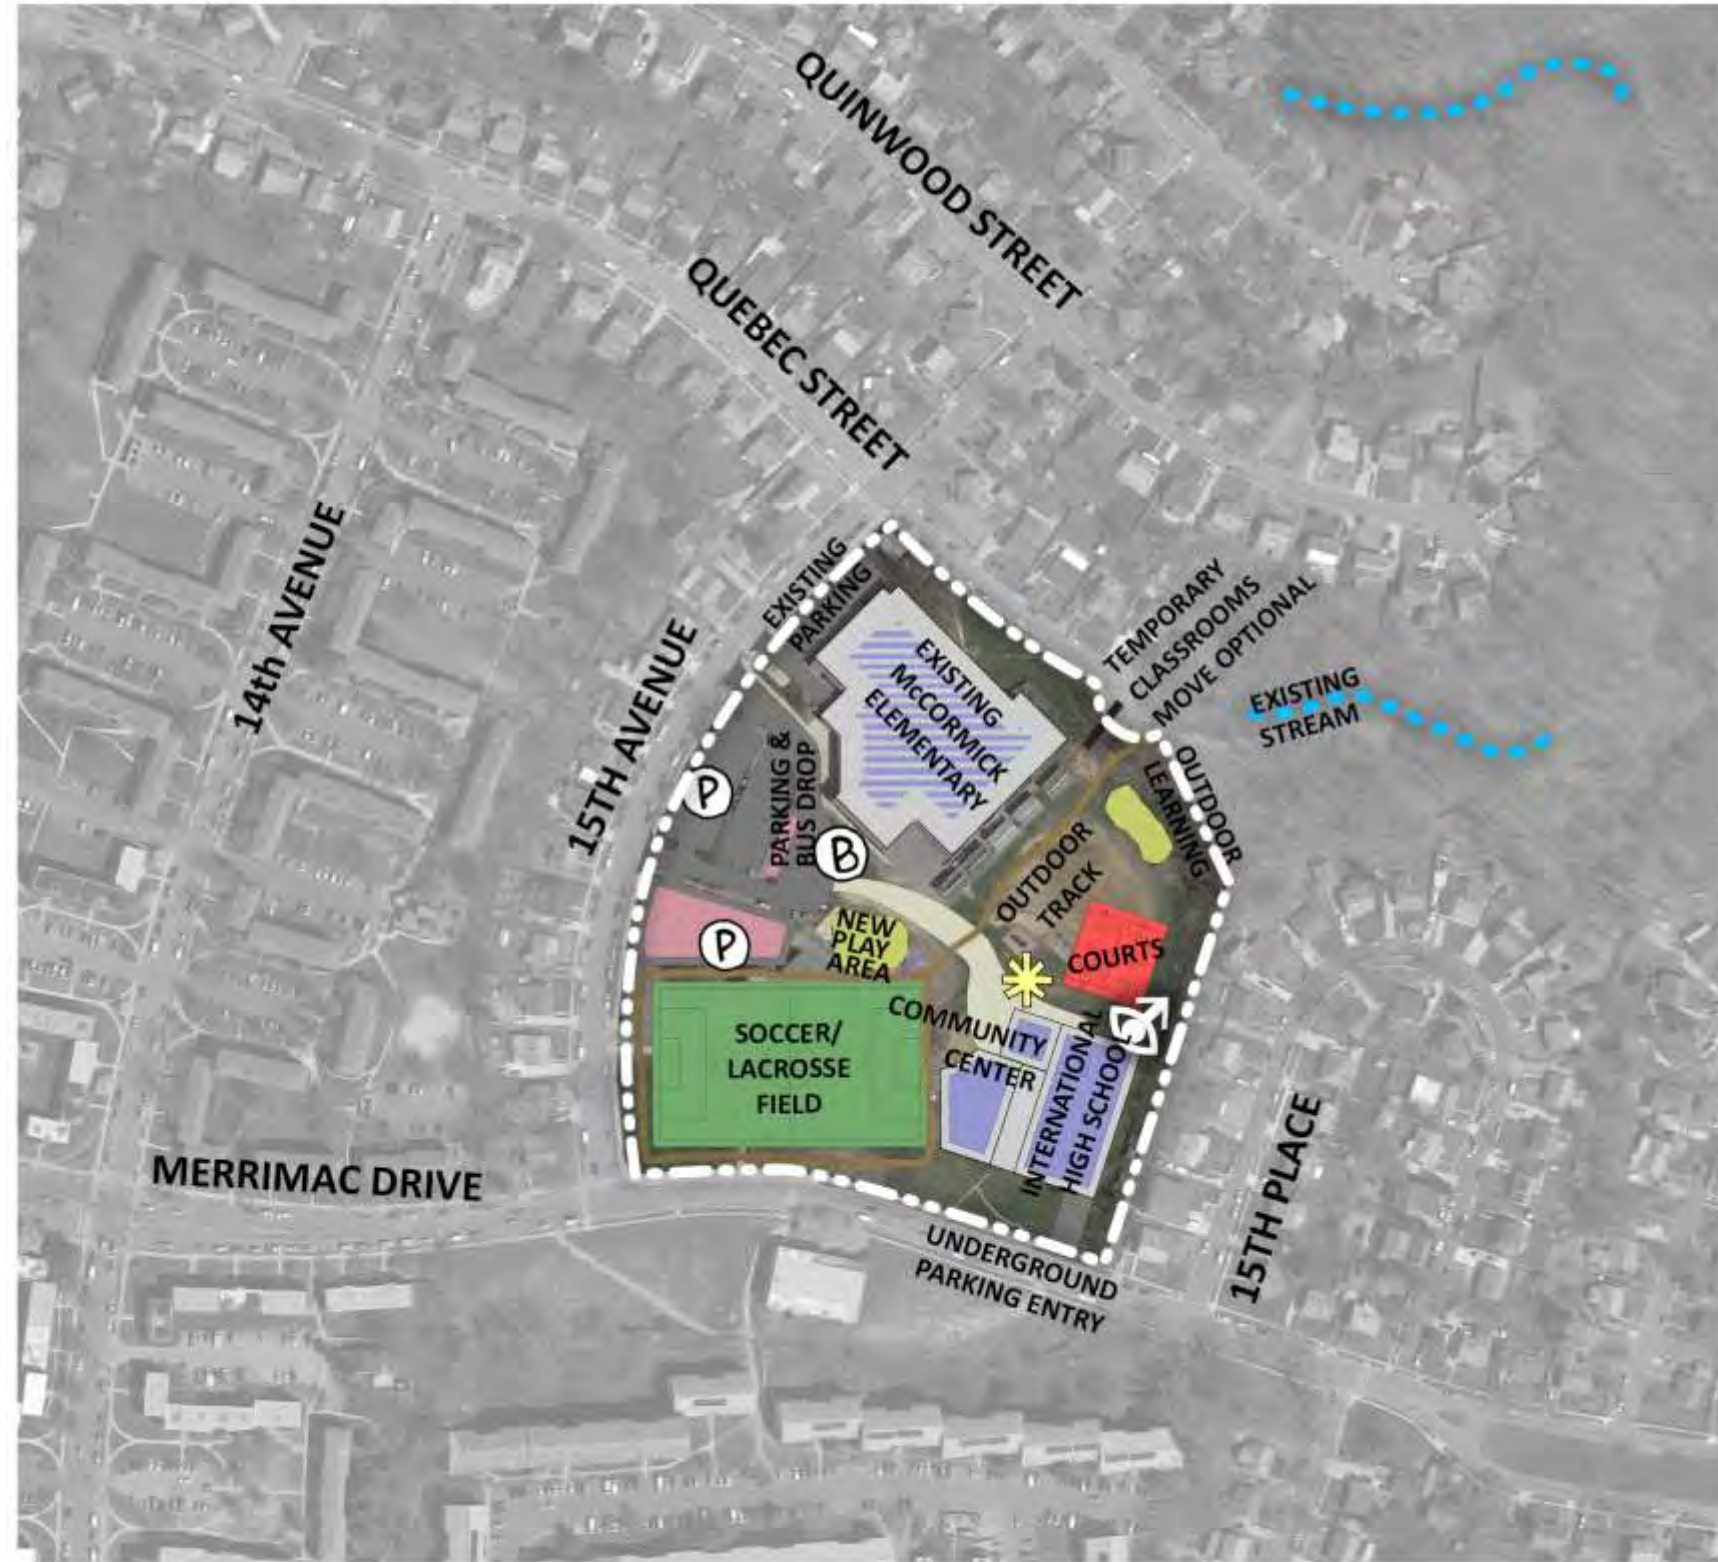 QUINWOOD STREET
QUEBEC STREET
14th AVENUE
15TH AVENUE
EXISTING
PARKING
TEMPORARY
CLASSROOMS
MOVE OPTIONAL
EXISTING
McCORMICK
ELEMENTARY
EXISTING
STREAM
OUTDOOR
LEARNING
PARKING &
BUS DROP
P
B
OUTDOOR
TRACK
NEW
PLAY
AREA
P
COURTS
COMMUNITY
CENTER
INTERNATIONAL
HIGH SCHOOL
SOCCER/
LACROSSE
FIELD
MERRIMAC DRIVE
15TH PLACE
UNDERGROUND
PARKING ENTRY